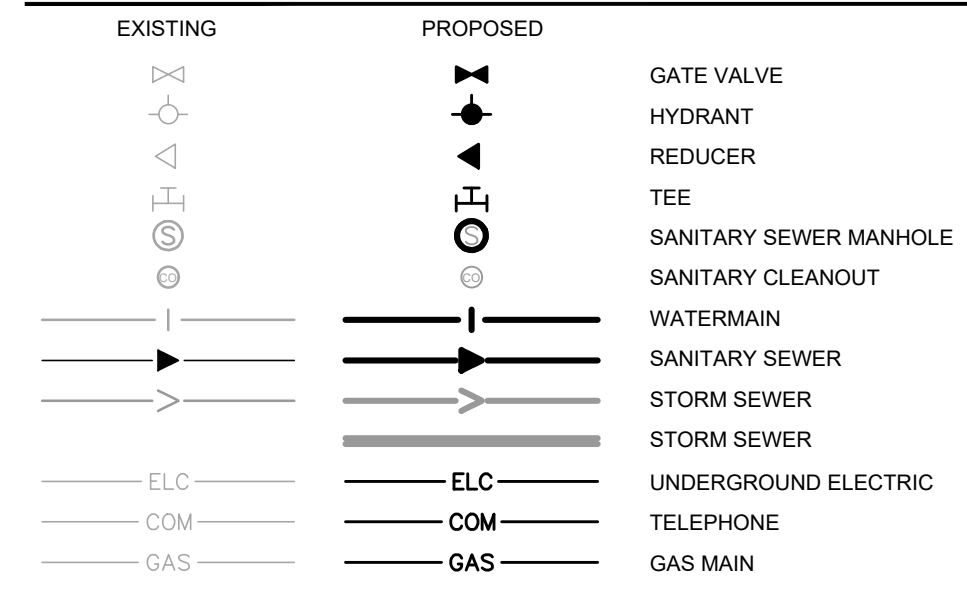 EXISTING PROPOSED
GATE VALVE
HYDRANT
REDUCER
TEE
S S SANITARY SEWER MANHOLE
CO CO SANITARY CLEANOUT
WATERMAIN
SANITARY SEWER
STORM SEWER
STORM SEWER
ELC ELC UNDERGROUND ELECTRIC
COM COM TELEPHONE
GAS GAS GAS MAIN